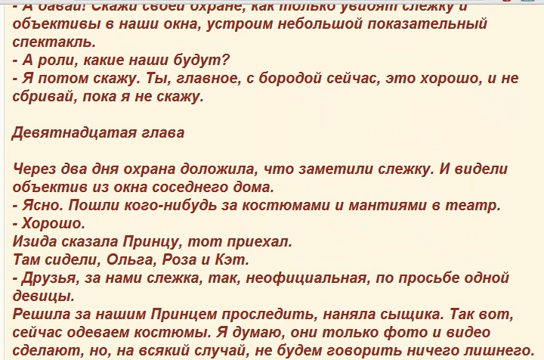 - А давай! Скажи своей охране, как только увидят слежку и
объективы в наши окна, устроим небольшой показательный
спектакль.
- А роли, какие наши будут?
- Я потом скажу. Ты, главное, с бородой сейчас, это хорошо, и не
сбривай, пока я не скажу.
Девятнадцатая глава
Через два дня охрана доложила, что заметили слежку. И видели
объектив из окна соседнего дома.
- Ясно. Пошли кого-нибудь за костюмами и мантиями в театр.
- Хорошо.
Изида сказала Принцу, тот приехал.
Там сидели, Ольга, Роза и Кэт.
- Друзья, за нами слежка, так, неофициальная, по просьбе одной
девицы.
Решила за нашим Принцем проследить, наняла сыщика. Так вот,
сейчас одеваем костюмы. Я думаю, они только фото и видео
сделают, но, на всякий случай, не будем говорить ничего лишнего.